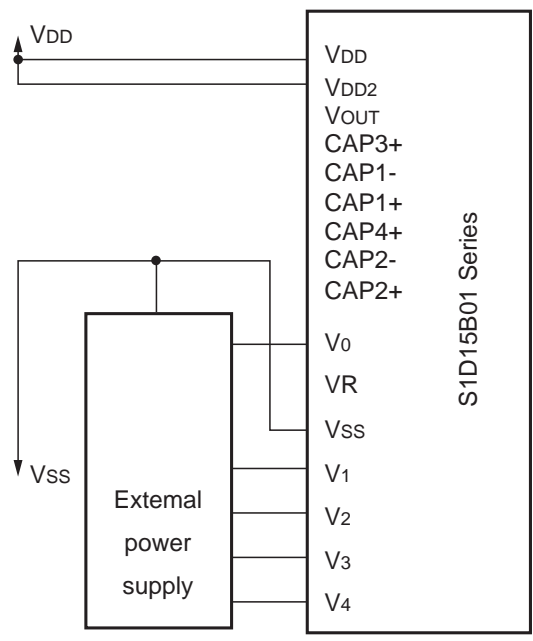 VDD
VDD
VDD2
VOUT
CAP3+
CAP1-
CAP1+
CAP4+
CAP2-
CAP2+
V0
VR
VSS
V1
V2
V3
V4
S1D15B01 Series
VSS
Extemal
power
supply